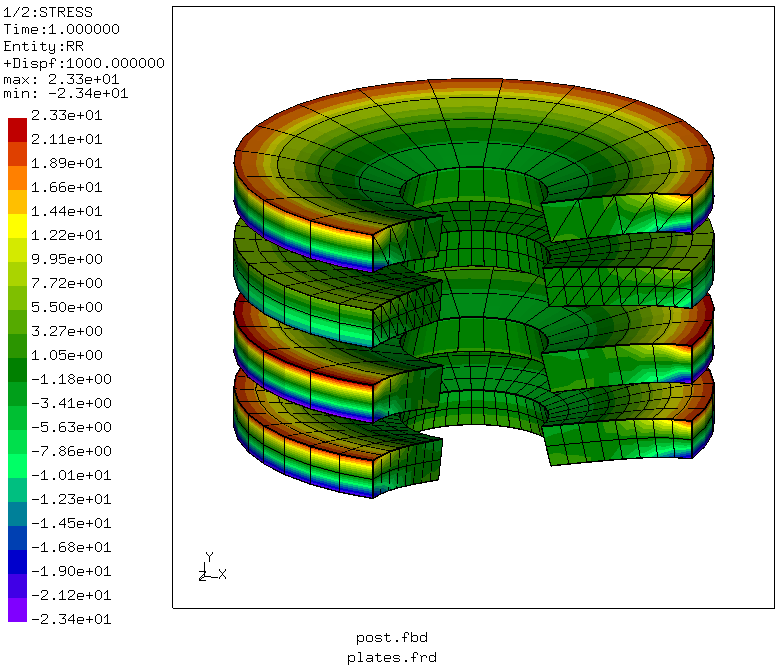 1/2:STRESS
Time:1.000000
Entity:RR
+Dispf:1000.000000
max: 2.33e+01
min: -2.34e+01
2.33e+01
2.11e+01
1.89e+01
1.66e+01
1.44e+01
1.22e+01
9.95e+00
7.72e+00
5.50e+00
3.27e+00
1.05e+00
-1.18e+00
-3.41e+00
-5.63e+00
-7.86e+00
-1.01e+01
-1.23e+01
-1.45e+01
-1.68e+01
-1.90e+01
-2.12e+01
-2.34e+01
Y
Z X
post.fbd
plates.frd